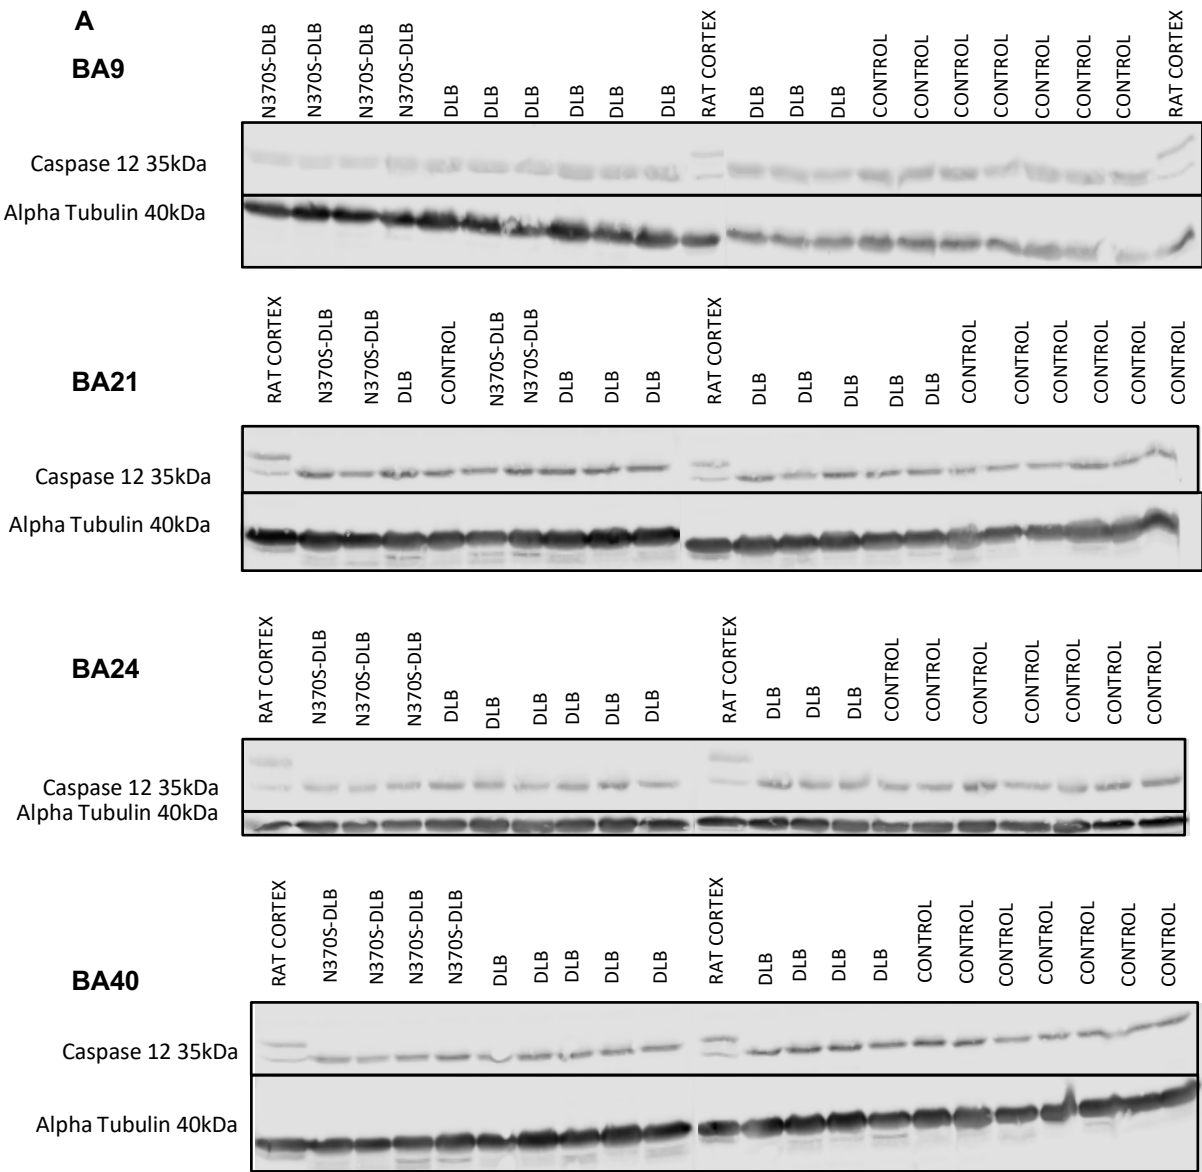 A
BA9
N370S-DLB
N370S-DLB
N370S-DLB
N370S-DLB
DLB
DLB
DLB
DLB
DLB
DLB
RAT CORTEX
DLB
DLB
DLB
CONTROL
CONTROL
CONTROL
CONTROL
CONTROL
CONTROL
CONTROL
RAT CORTEX
Caspase 12 35kDa
Alpha Tubulin 40kDa
BA21
RAT CORTEX
N370S-DLB
N370S-DLB
DLB
CONTROL
N370S-DLB
N370S-DLB
DLB
DLB
DLB
RAT CORTEX
DLB
DLB
DLB
DLB
DLB
CONTROL
CONTROL
CONTROL
CONTROL
CONTROL
CONTROL
Caspase 12 35kDa
Alpha Tubulin 40kDa
BA24
RAT CORTEX
N370S-DLB
N370S-DLB
N370S-DLB
DLB
DLB
DLB
DLB
DLB
DLB
RAT CORTEX
DLB
DLB
DLB
CONTROL
CONTROL
CONTROL
CONTROL
CONTROL
CONTROL
CONTROL
Caspase 12 35kDa
Alpha Tubulin 40kDa
BA40
RAT CORTEX
N370S-DLB
N370S-DLB
N370S-DLB
N370S-DLB
DLB
DLB
DLB
DLB
DLB
RAT CORTEX
DLB
DLB
DLB
DLB
CONTROL
CONTROL
CONTROL
CONTROL
CONTROL
CONTROL
CONTROL
Caspase 12 35kDa
Alpha Tubulin 40kDa